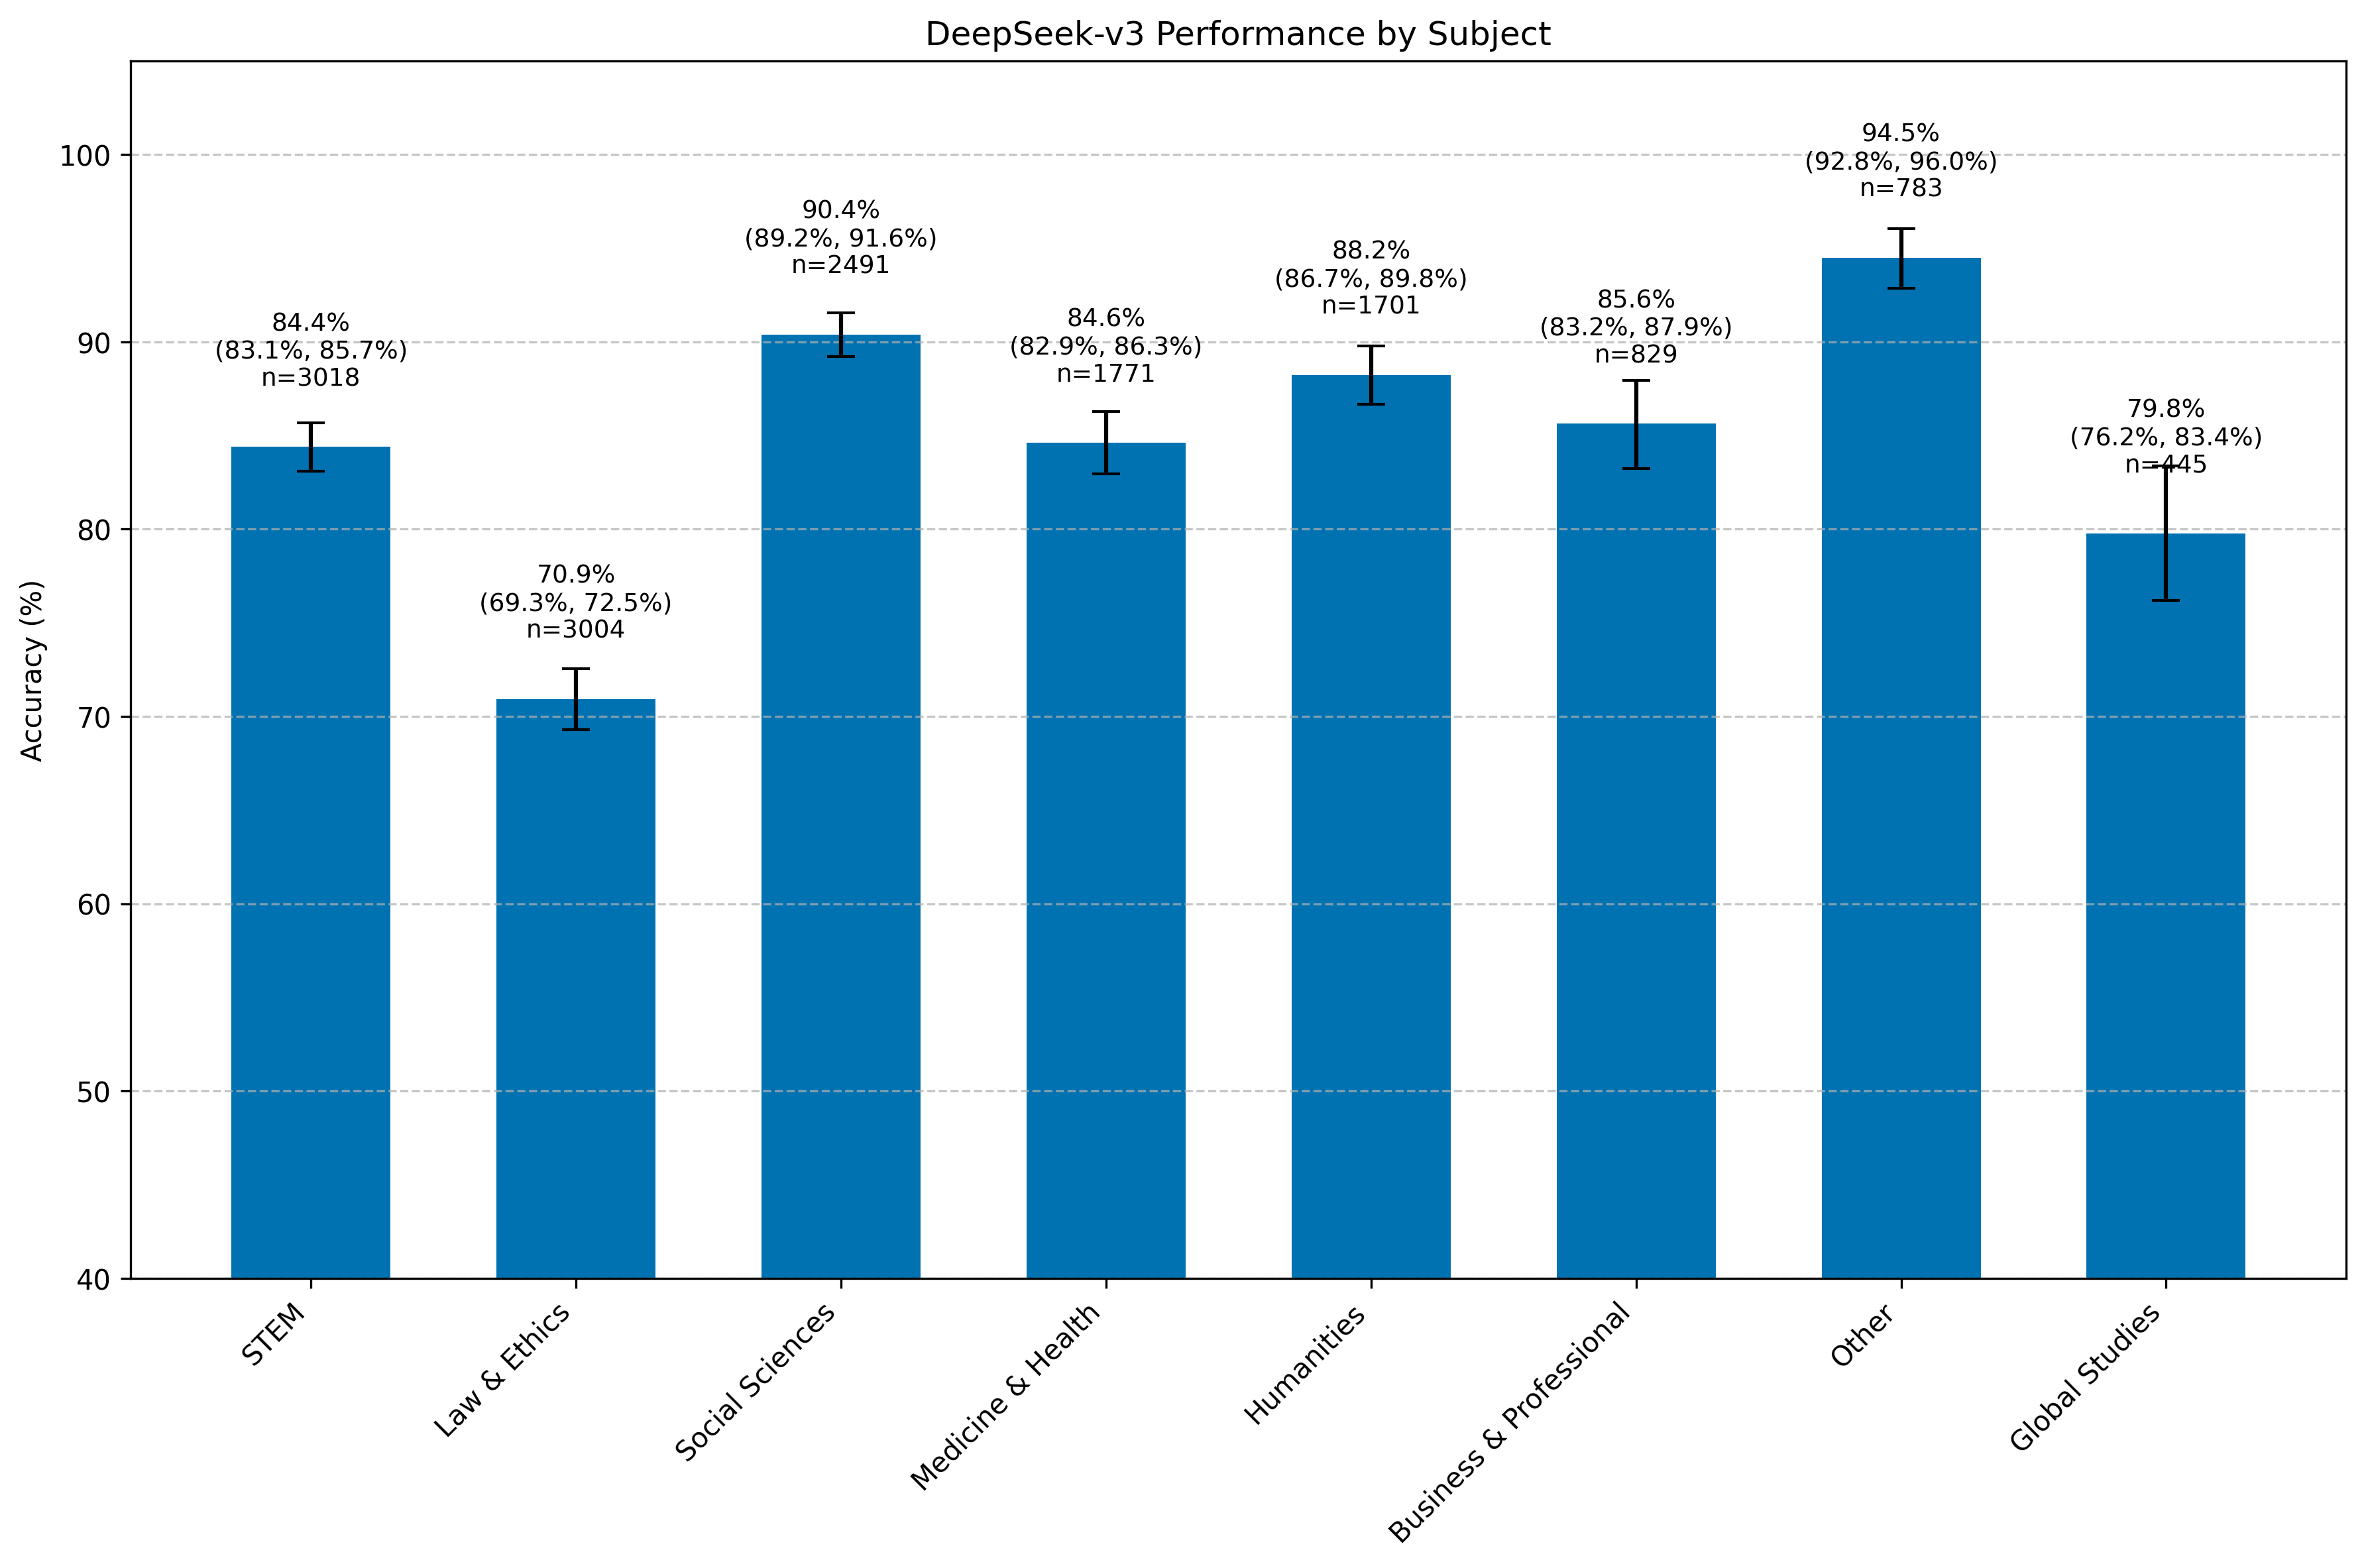 DeepSeek-v3 Performance by Subject
Accuracy (%)
100
90
80
70
60
50
40
84.4%
(83.1%, 85.7%)
n=3018
70.9%
(69.3%, 72.5%)
n=3004
90.4%
(89.2%, 91.6%)
n=2491
84.6%
(82.9%, 86.3%)
n=1771
88.2%
(86.7%, 89.8%)
n=1701
85.6%
(83.2%, 87.9%)
n=829
94.5%
(92.8%, 96.0%)
n=783
79.8%
(76.2%, 83.4%)
n=445
STEM
Law & Ethics
Social Sciences
Medicine & Health
Humanities
Business & Professional
Other
Global Studies